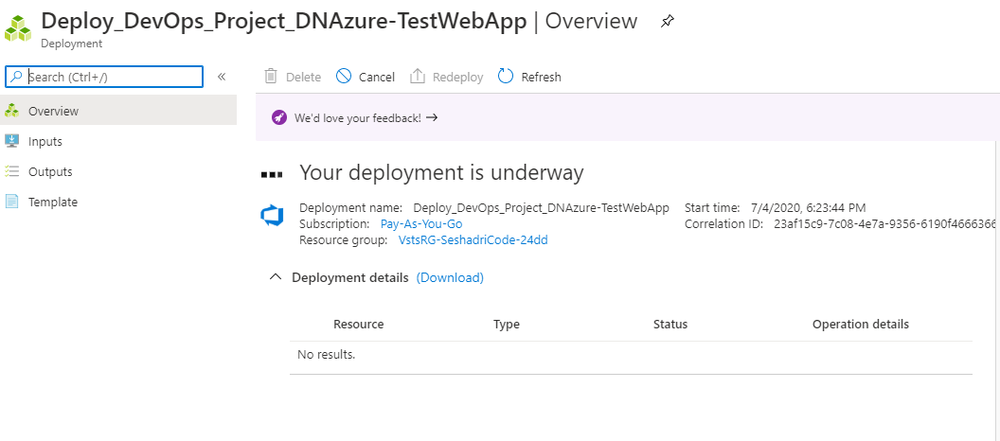 Deploy_DevOps_Project_DNAzure-TestWebApp | Overview
Deployment
Search (Ctrl+/)
«
Delete
Cancel
Redeploy
Refresh
Overview
Inputs
Outputs
Template
We'd love your feedback! →
Your deployment is underway
Deployment name: Deploy_DevOps_Project_DNAzure-TestWebApp
Subscription: Pay-As-You-Go
Resource group: VstsRG-SeshadriCode-24dd
Start time: 7/4/2020, 6:23:44 PM
Correlation ID: 23af15c9-7c08-4e7a-9356-6190f4666366
Deployment details (Download)
Resource Type Status Operation details
No results.